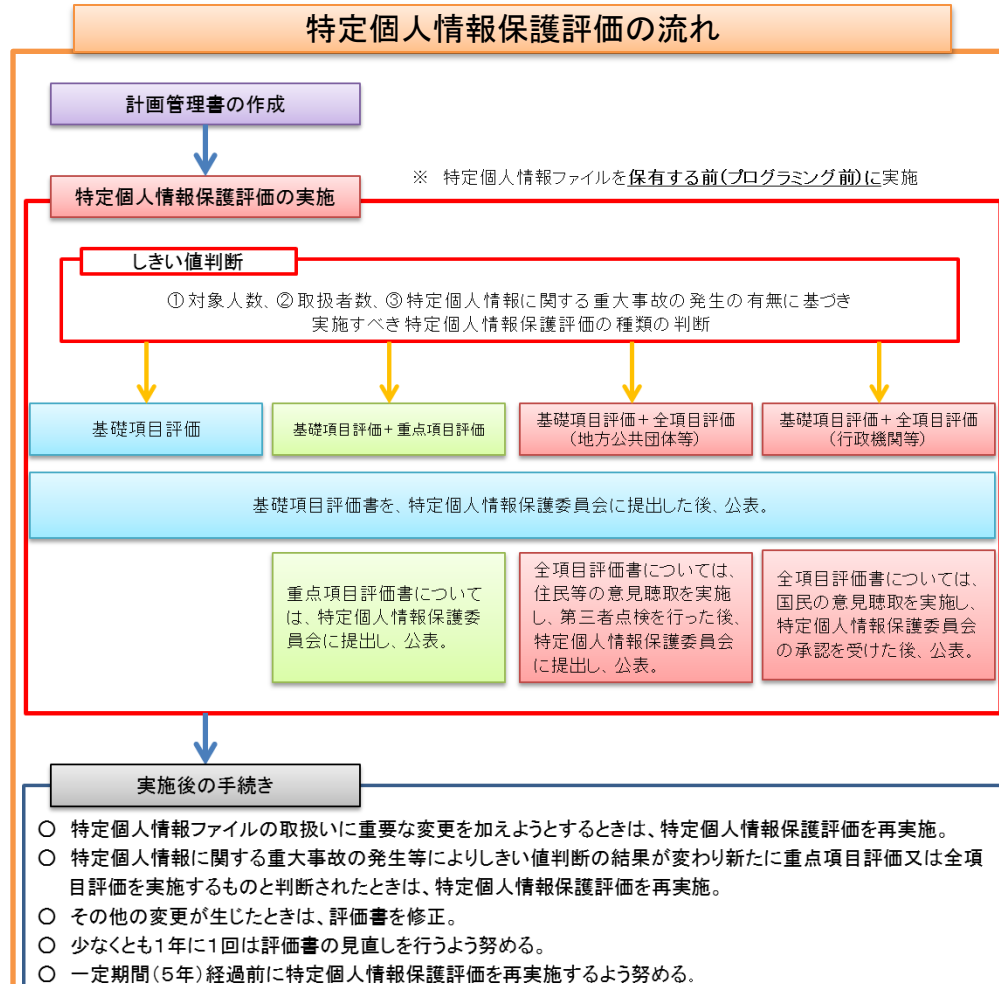 特定個人情報保護評価の流れ
計画管理書の作成
※ 特定個人情報ファイルを保有する前(プログラミング前)に実施
特定個人情報保護評価の実施
しきい値判断
①対象人数、②取扱者数、③特定個人情報に関する重大事故の発生の有無に基づき
実施すべき特定個人情報保護評価の種類の判断
基礎項目評価
基礎項目評価+重点項目評価
基礎項目評価+全項目評価
(地方公共団体等)
基礎項目評価+全項目評価
(行政機関等)
基礎項目評価書を、特定個人情報保護委員会に提出した後、公表。
重点項目評価書について
は、特定個人情報保護委
員会に提出し、公表。
全項目評価書については、
住民等の意見聴取を実施
し、第三者点検を行った後、
特定個人情報保護委員会
に提出し、公表。
全項目評価書については、
国民の意見聴取を実施し、
特定個人情報保護委員会
の承認を受けた後、公表。
実施後の手続き
○ 特定個人情報ファイルの取扱いに重要な変更を加えようとするときは、特定個人情報保護評価を再実施。
○ 特定個人情報に関する重大事故の発生等によりしきい値判断の結果が変わり新たに重点項目評価又は全項
目評価を実施するものと判断されたときは、特定個人情報保護評価を再実施。
○ その他の変更が生じたときは、評価書を修正。
○ 少なくとも1年に1回は評価書の見直しを行うよう努める。
○ 一定期間(5年)経過前に特定個人情報保護評価を再実施するよう努める。